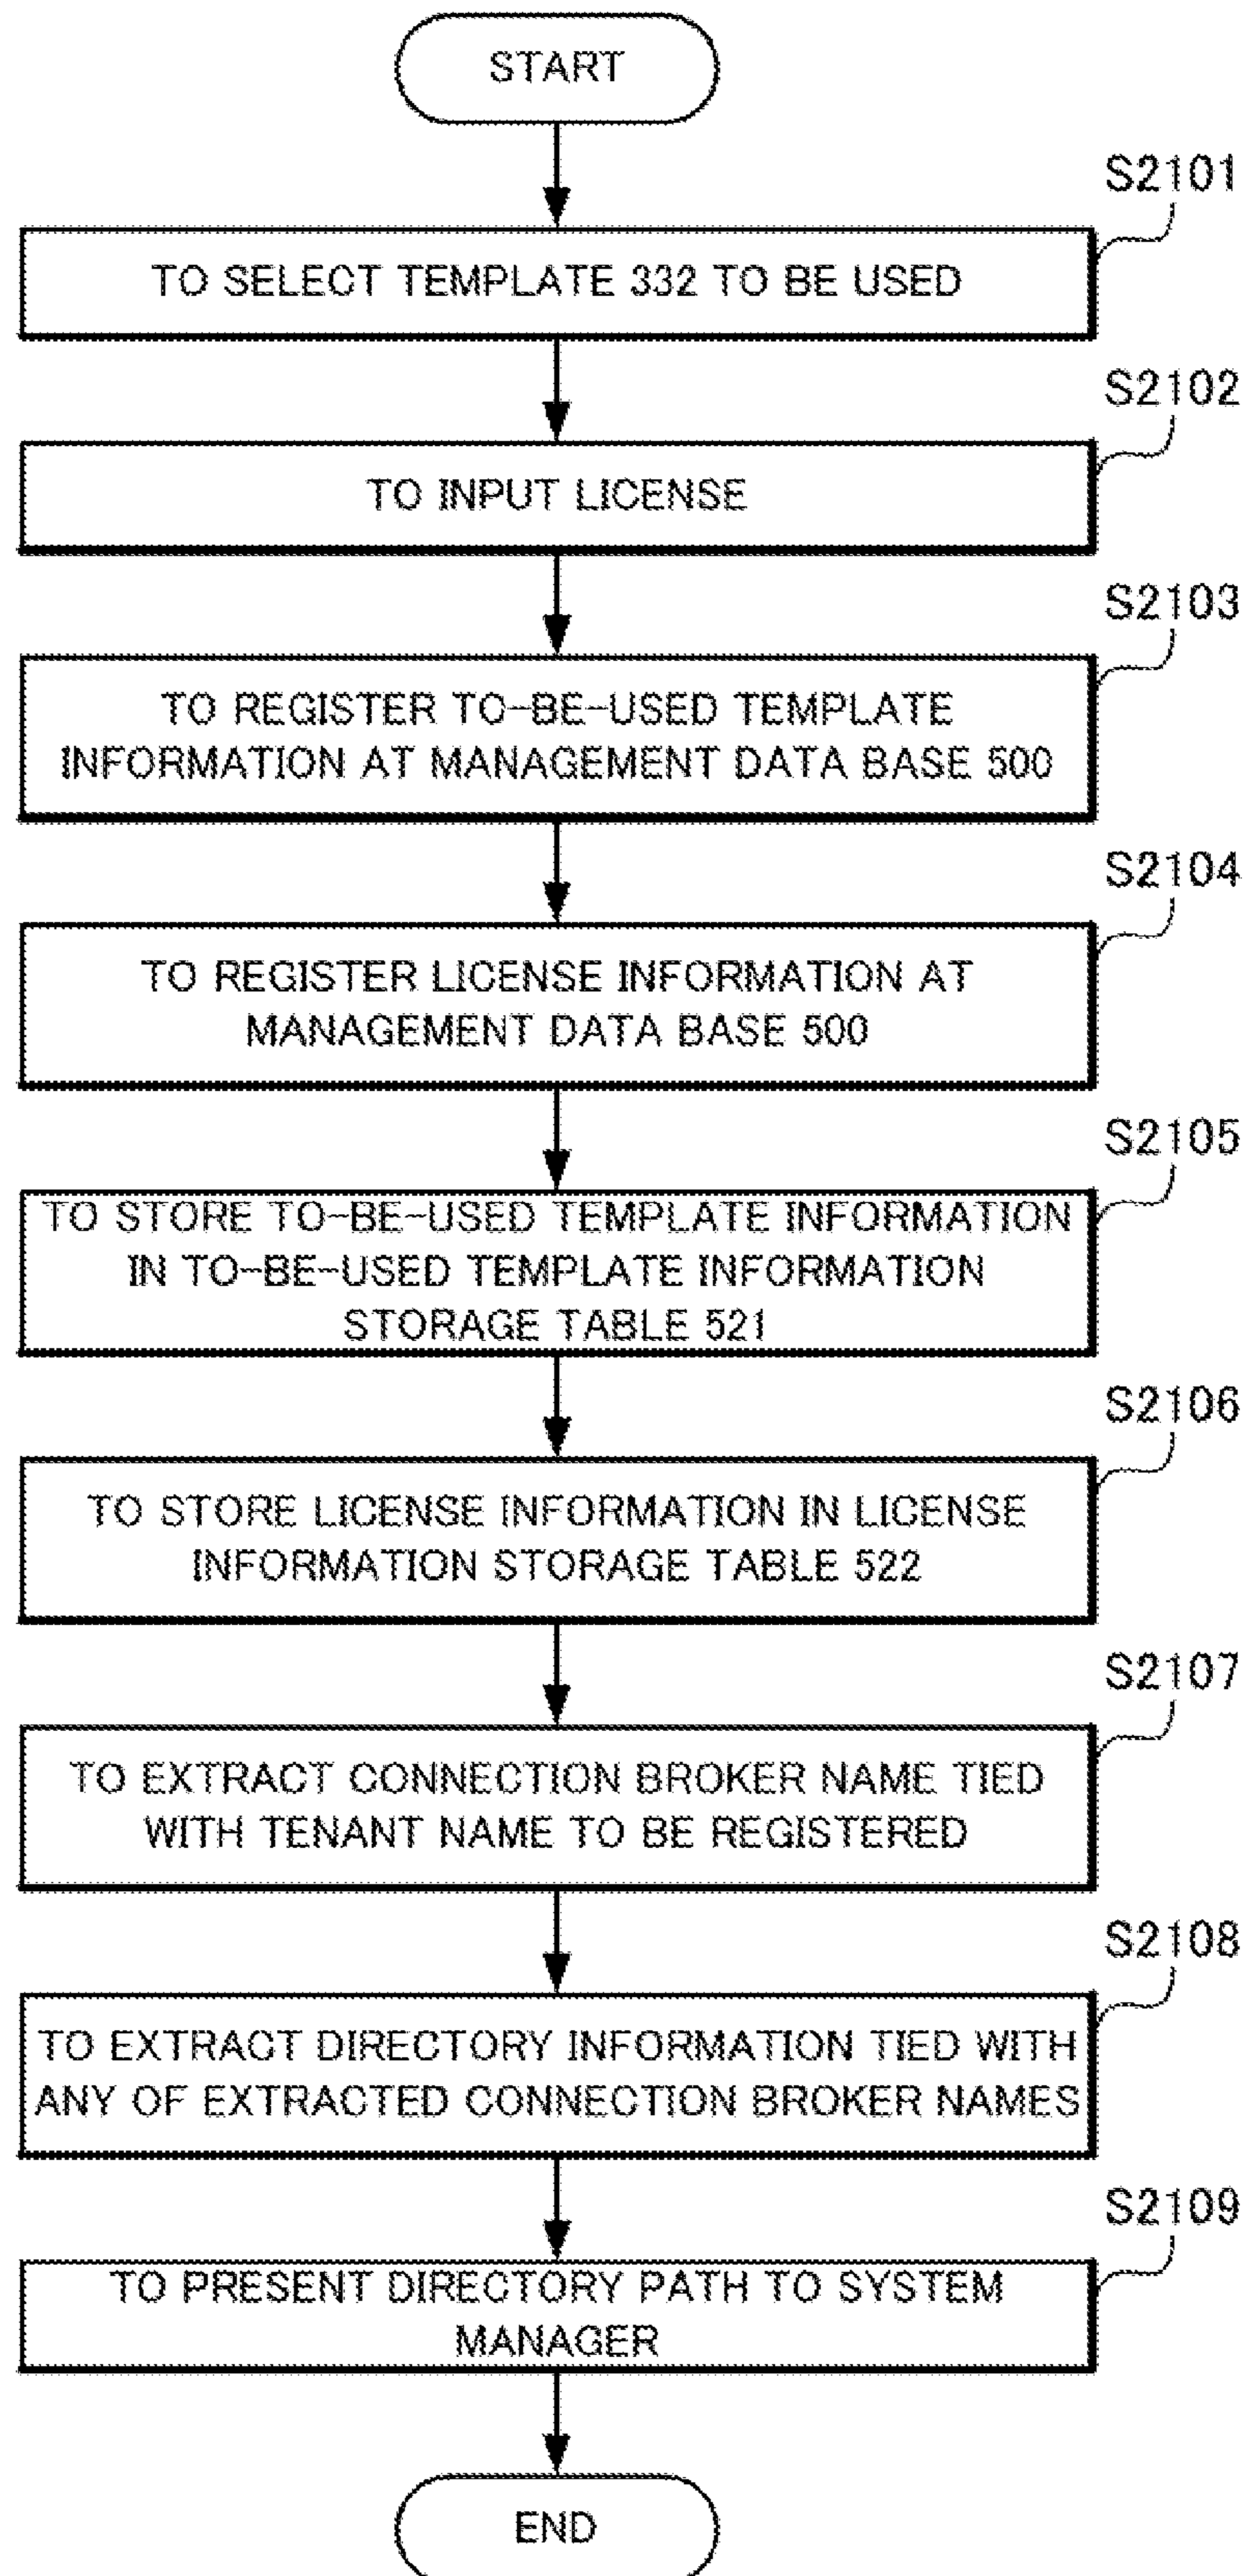 START
S2101
TO SELECT TEMPLATE 332 TO BE USED
S2102
TO INPUT LICENSE
S2103
TO REGISTER TO-BE-USED TEMPLATE
INFORMATION AT MANAGEMENT DATA BASE 500
S2104
TO REGISTER LICENSE INFORMATION AT
MANAGEMENT DATA BASE 500
S2105
TO STORE TO-BE-USED TEMPLATE INFORMATION
IN TO-BE-USED TEMPLATE INFORMATION
STORAGE TABLE 521
S2106
TO STORE LICENSE INFORMATION IN LICENSE
INFORMATION STORAGE TABLE 522
S2107
TO EXTRACT CONNECTION BROKER NAME TIED
WITH TENANT NAME TO BE REGISTERED
S2108
TO EXTRACT DIRECTORY INFORMATION TIED WITH
ANY OF EXTRACTED CONNECTION BROKER NAMES
S2109
TO PRESENT DIRECTORY PATH TO SYSTEM
MANAGER
END